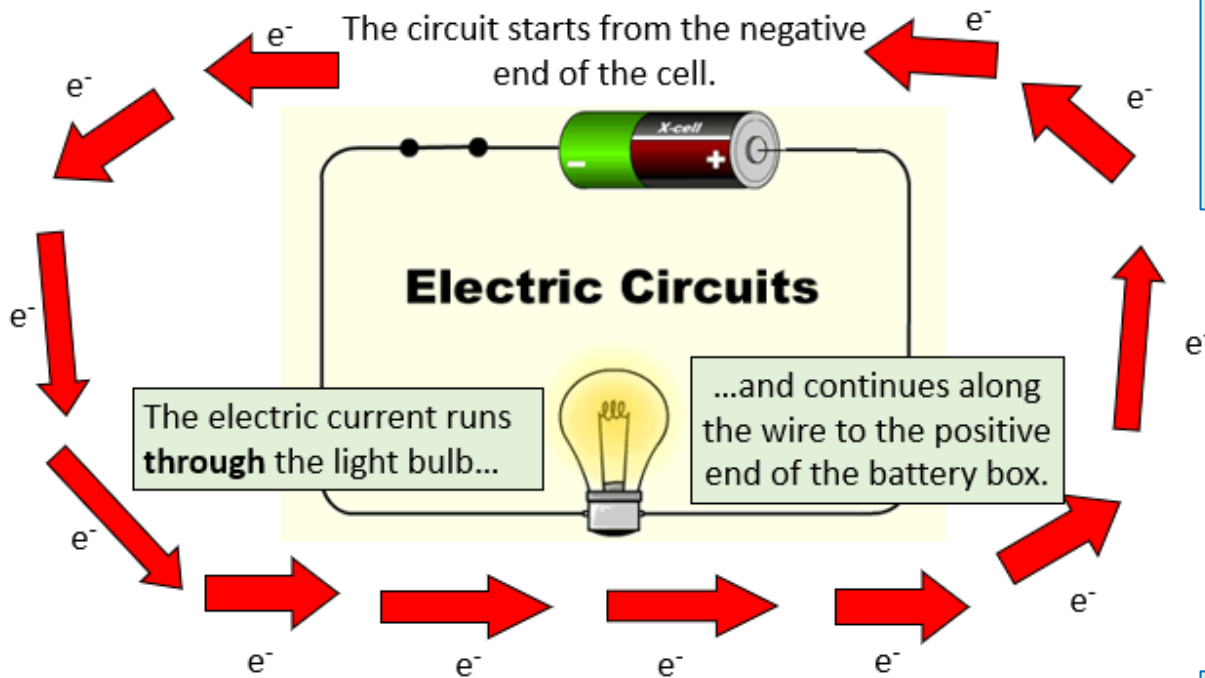 The circuit starts from the negative
end of the cell.
e⁻
e⁻
e⁻
e⁻
X-cell
−
+
Electric Circuits
e⁻
e⁻
The electric current runs
through the light bulb...
...and continues along
the wire to the positive
end of the battery box.
e⁻
e⁻
e⁻
e⁻
e⁻
e⁻